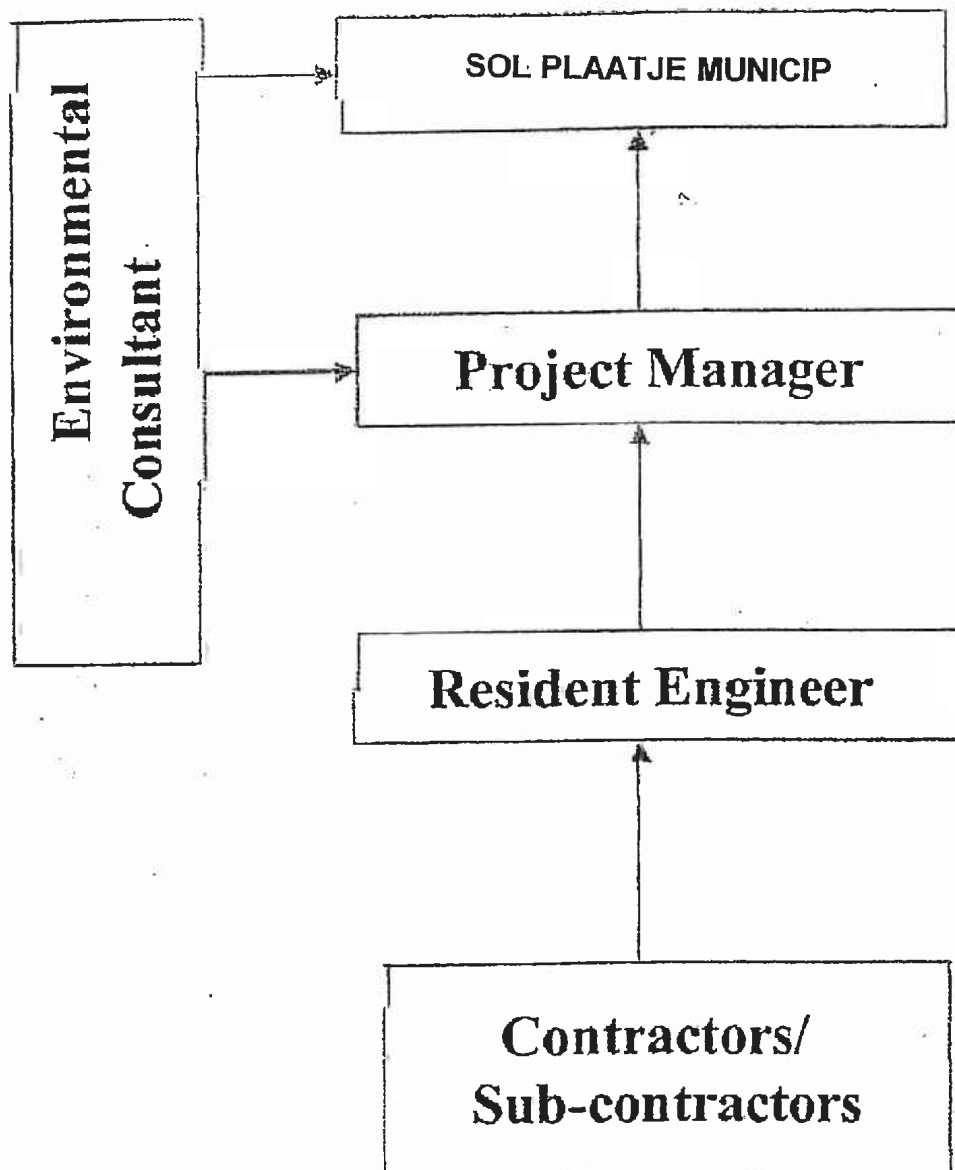 SOL PLAATJE MUNICIP
Environmental
Consultant
Project Manager
Resident Engineer
Contractors/
Sub-contractors